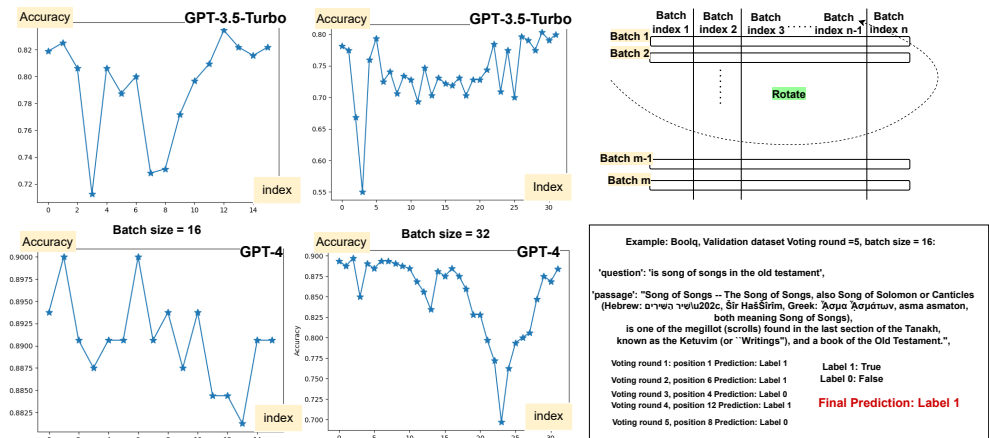 Accuracy
GPT-3.5-Turbo
0.82
0.80
0.78
0.76
0.74
0.72
0 2 4 6 8 10 12 14
index
Accuracy
GPT-3.5-Turbo
0.80
0.75
0.70
0.65
0.60
0.55
0 5 10 15 20 25 30
Index
Batch index 1
Batch index 2
Batch index 3
Batch index n-1
Batch index n
Batch 1
Batch 2
Rotate
Batch m-1
Batch m
Batch size = 16
Accuracy
GPT-4
0.9000
0.8975
0.8950
0.8925
0.8900
0.8875
0.8850
0.8825
index
Batch size = 32
Accuracy
GPT-4
0.900
0.875
0.850
0.825
0.800
0.775
0.750
0.725
0.700
Accuracy
0 5 10 15 20 25 30
index
Example: Boolq, Validation dataset Voting round =5, batch size = 16:
'question': 'is song of songs in the old testament',
'passage': "Song of Songs -- The Song of Songs, also Song of Solomon or Canticles
(Hebrew: שִׁיר הַשִּׁירִים\u202c, Šîr HašŠîrîm, Greek: ᾎσμα ᾎσμάτων, asma asmaton,
both meaning Song of Songs),
is one of the megillot (scrolls) found in the last section of the Tanakh,
known as the Ketuvim (or ``Writings''), and a book of the Old Testament.",
Voting round 1: position 1 Prediction: Label 1
Voting round 2, position 6 Prediction: Label 1
Voting round 3, position 4 Prediction: Label 0
Voting round 4, position 12 Prediction: Label 1
Voting round 5, position 8 Prediction: Label 0
Label 1: True
Label 0: False
Final Prediction: Label 1